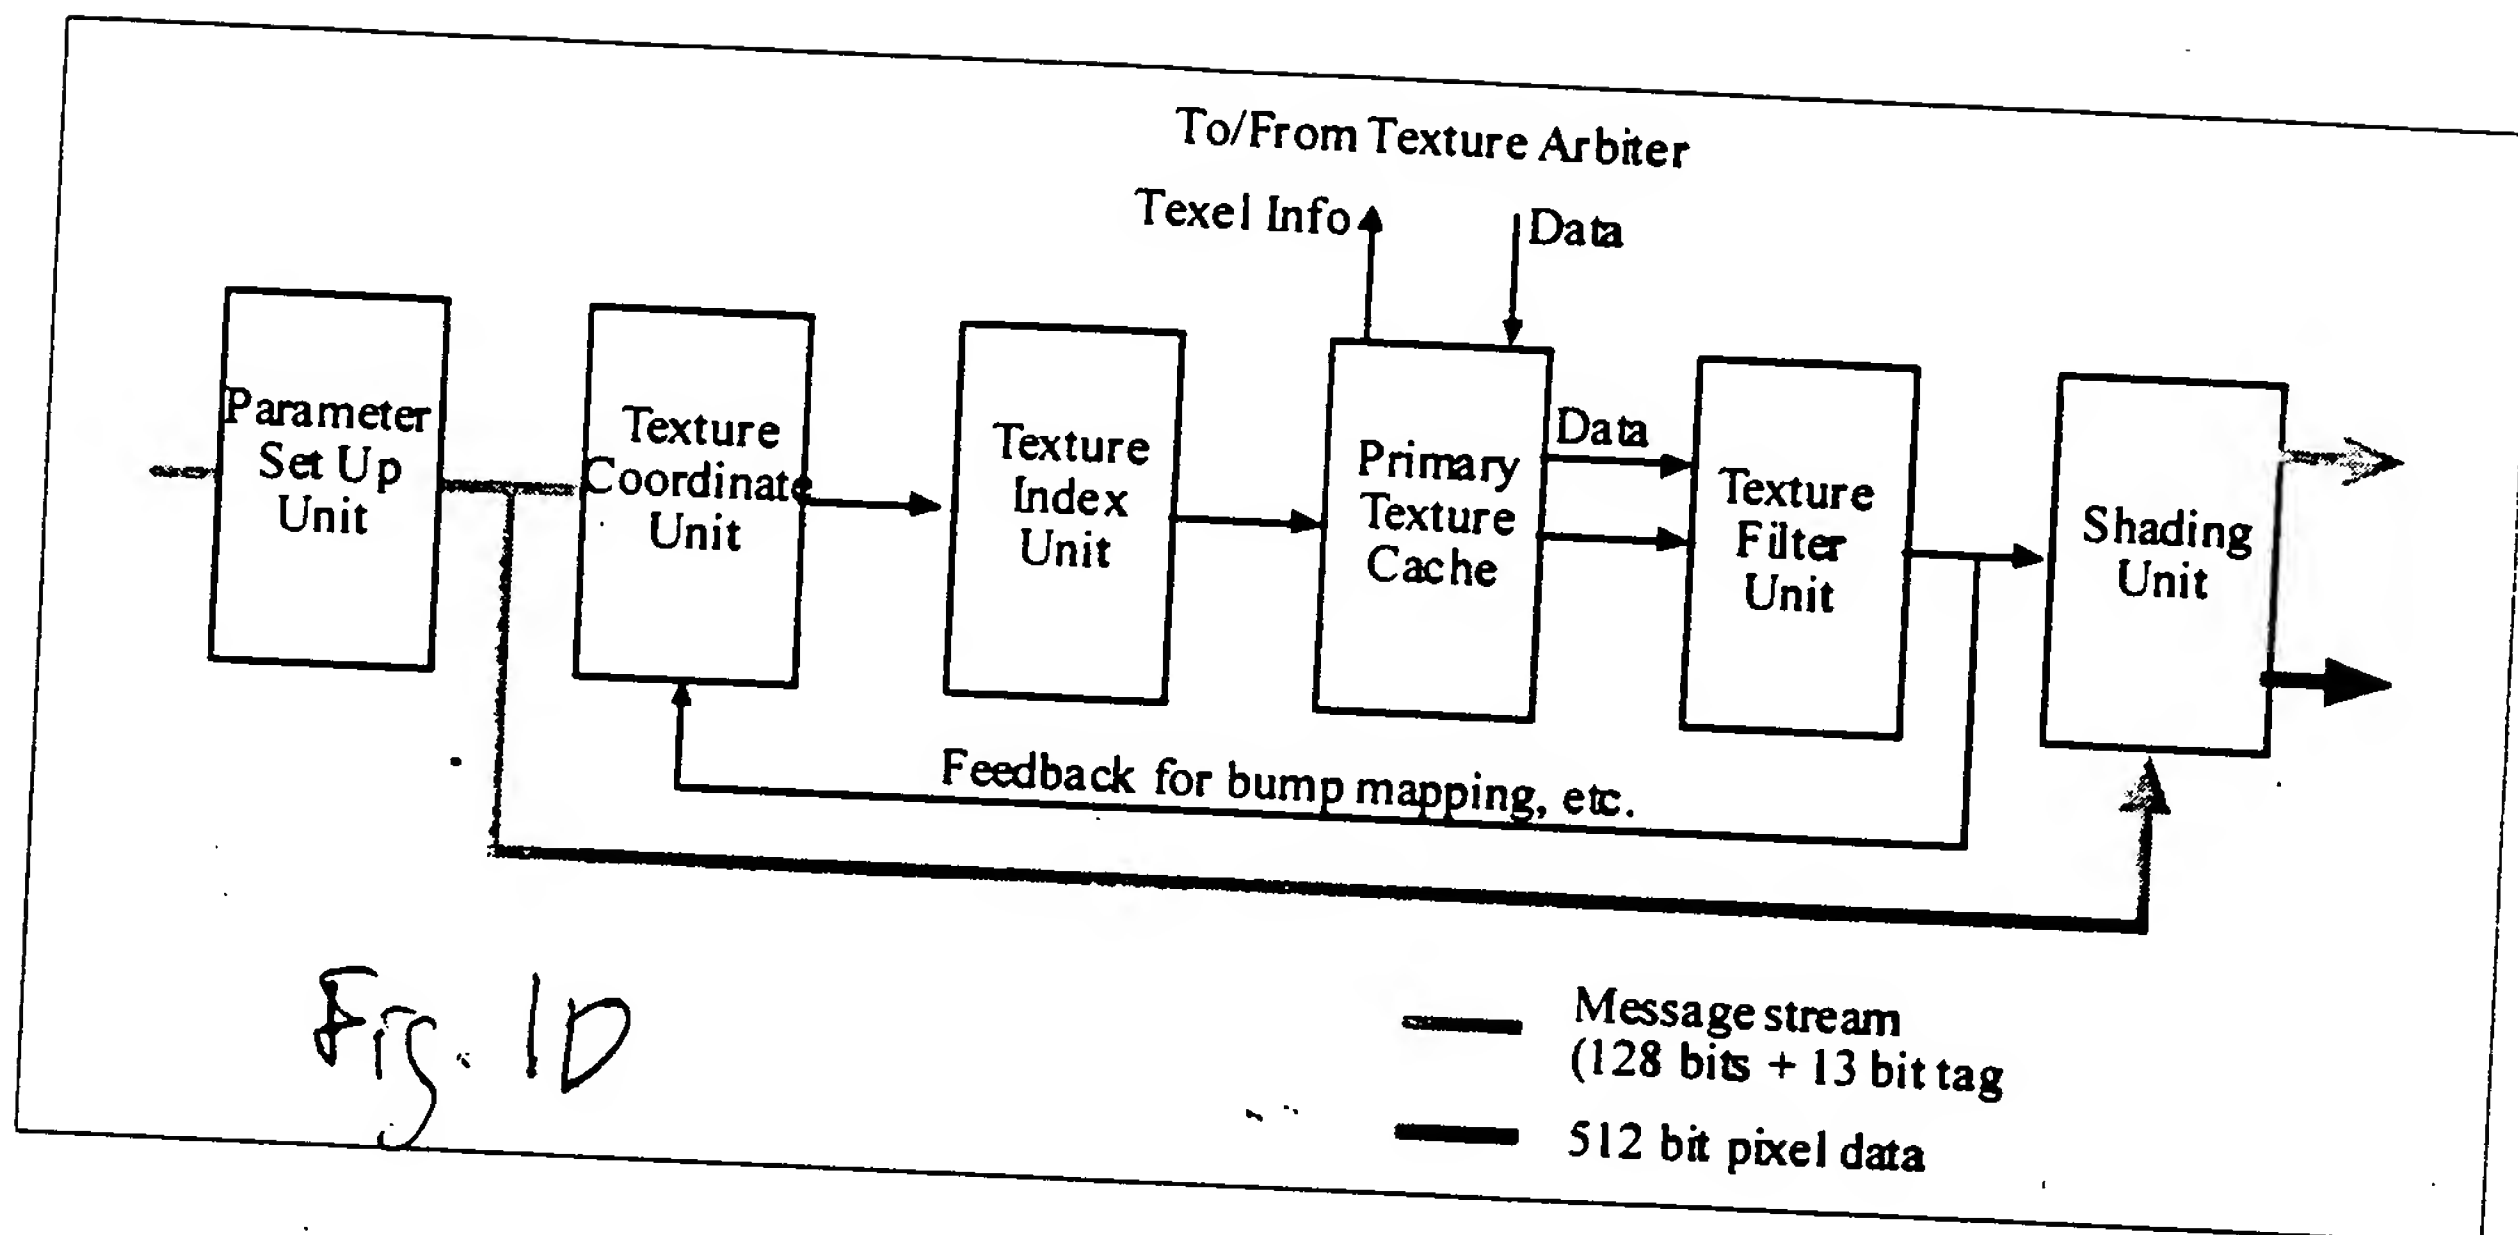 To/From Texture Arbiter
Texel Info
Data
Parameter
Set Up
Unit
Texture
Coordinate
Unit
Texture
Index
Unit
Primary
Texture
Cache
Data
Texture
Filter
Unit
Shading
Unit
Feedback for bump mapping, etc.
Fig. 1D
Message stream
(128 bits + 13 bit tag
512 bit pixel data